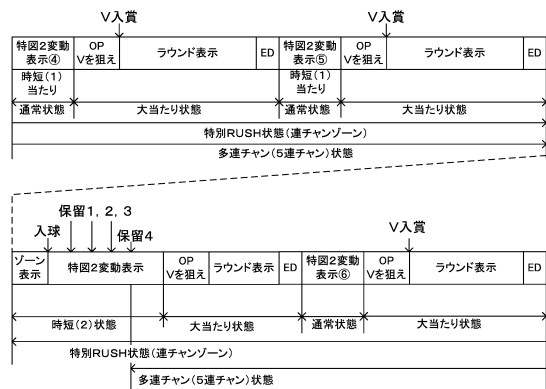 V入賞
V入賞
特図2変動
表示④
OP
Vを狙え
ラウンド表示
ED
特図2変動
表示⑤
OP
Vを狙え
ラウンド表示
ED
時短(1)
当たり
時短(1)
当たり
通常状態
大当たり状態
通常状態
大当たり状態
特別RUSH状態(連チャンゾーン)
多連チャン(5連チャン)状態
保留1, 2, 3
入球
保留4
V入賞
ゾーン
表示
特図2変動表示
OP
Vを狙え
ラウンド表示
ED
特図2変動
表示⑥
OP
Vを狙え
ラウンド表示
ED
時短(2)状態
大当たり状態
通常状態
大当たり状態
特別RUSH状態(連チャンゾーン)
多連チャン(5連チャン)状態